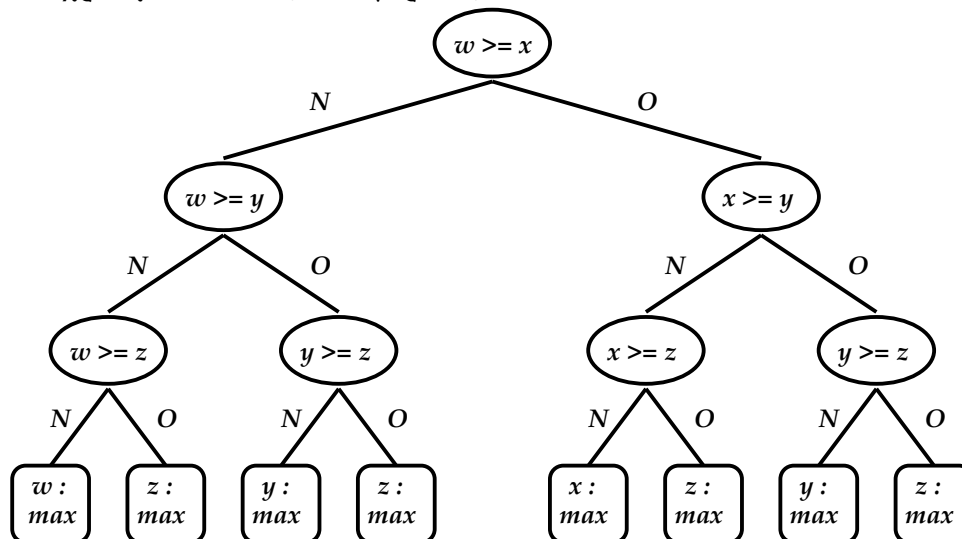 w >= x
N O
w >= y x >= y
N O N O
w >= z y >= z x >= z y >= z
N O N O N O N O
w : z : y : z : x : z : y : z :
max max max max max max max max